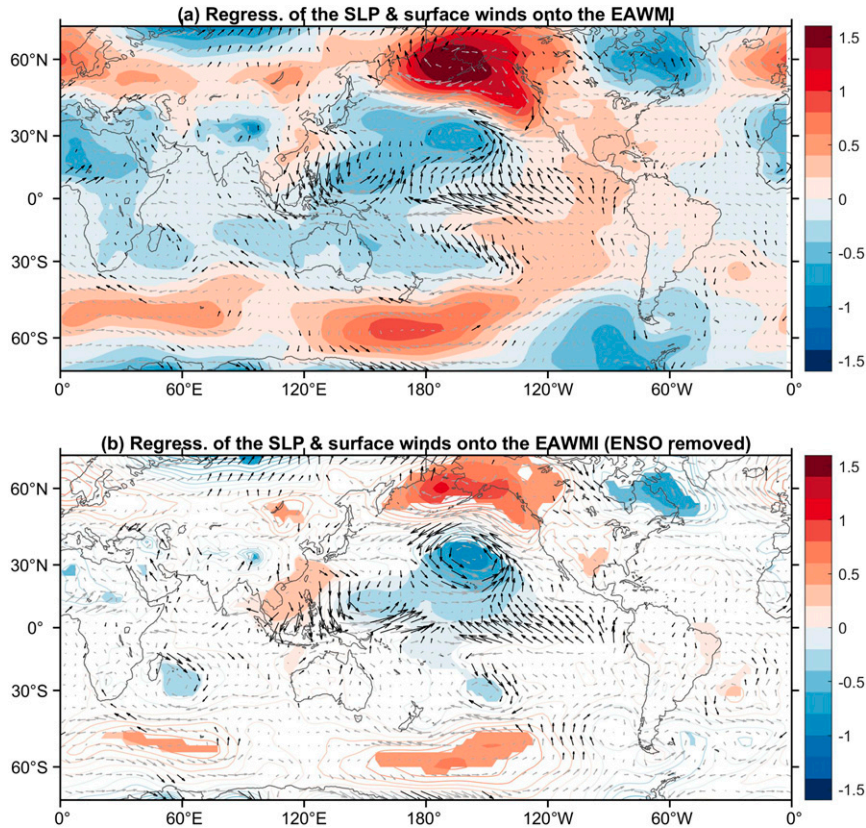 (a) Regress. of the SLP & surface winds onto the EAWMI
60°N
30°N
0°
30°S
60°S
0°
60°E
120°E
180°
120°W
60°W
0°
1.5
1
0.5
0
-0.5
-1
-1.5
(b) Regress. of the SLP & surface winds onto the EAWMI (ENSO removed)
60°N
30°N
0°
30°S
60°S
0°
60°E
120°E
180°
120°W
60°W
0°
1.5
1
0.5
0
-0.5
-1
-1.5